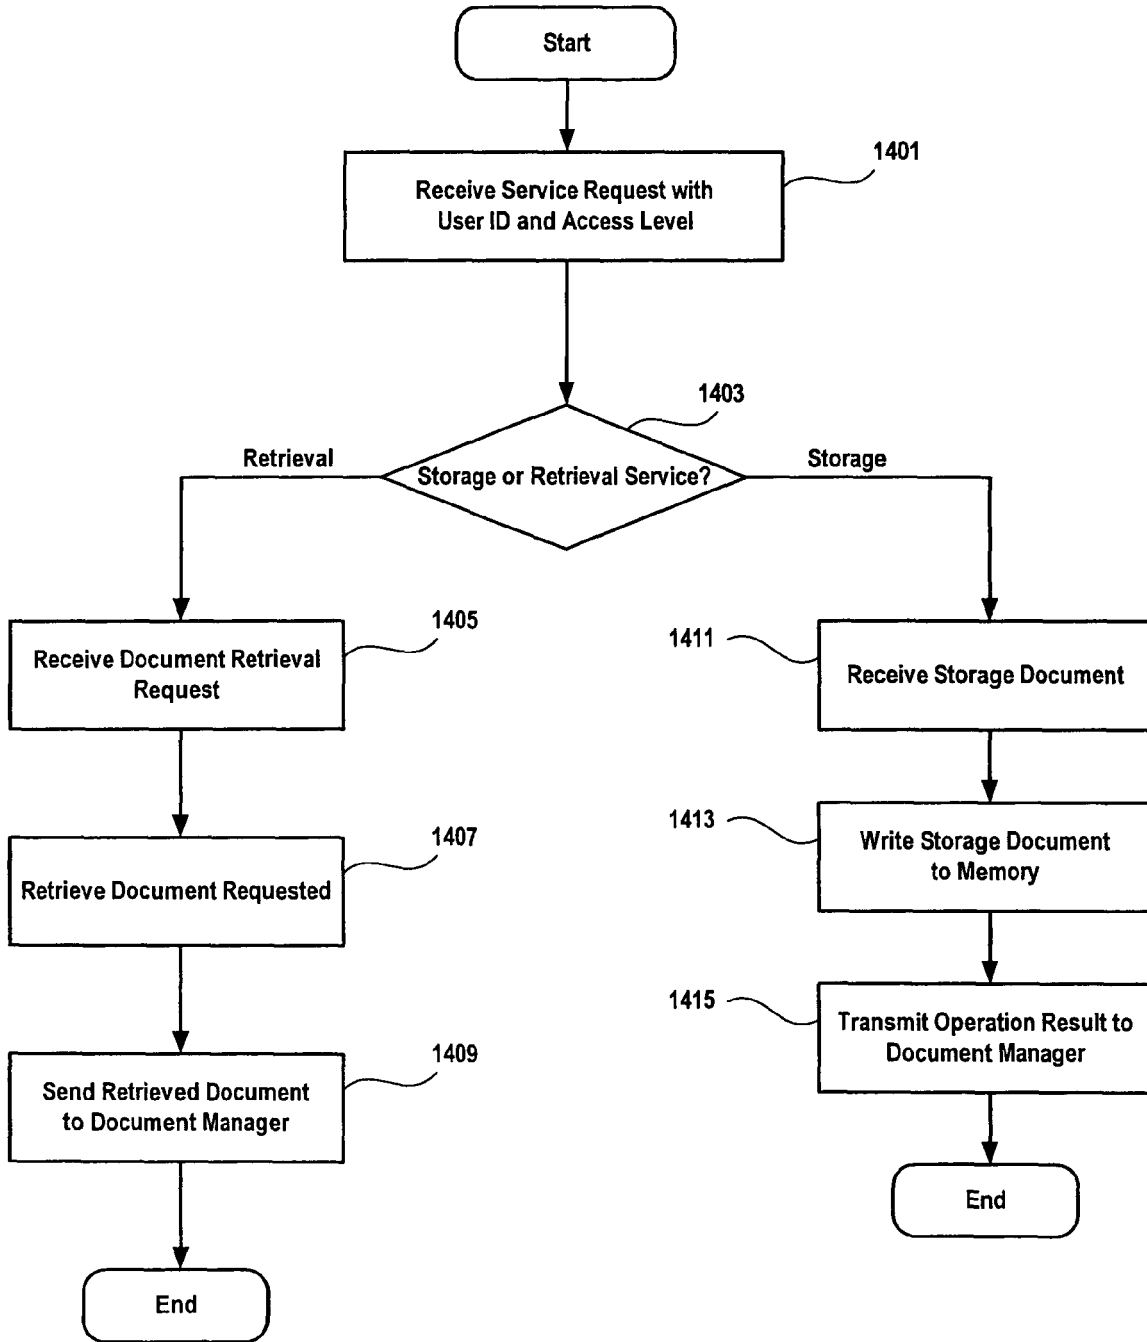 Start
1401
Receive Service Request with
User ID and Access Level
1403
Retrieval
Storage or Retrieval Service?
Storage
1405
Receive Document Retrieval
Request
1407
Retrieve Document Requested
1409
Send Retrieved Document
to Document Manager
End
1411
Receive Storage Document
1413
Write Storage Document
to Memory
1415
Transmit Operation Result to
Document Manager
End